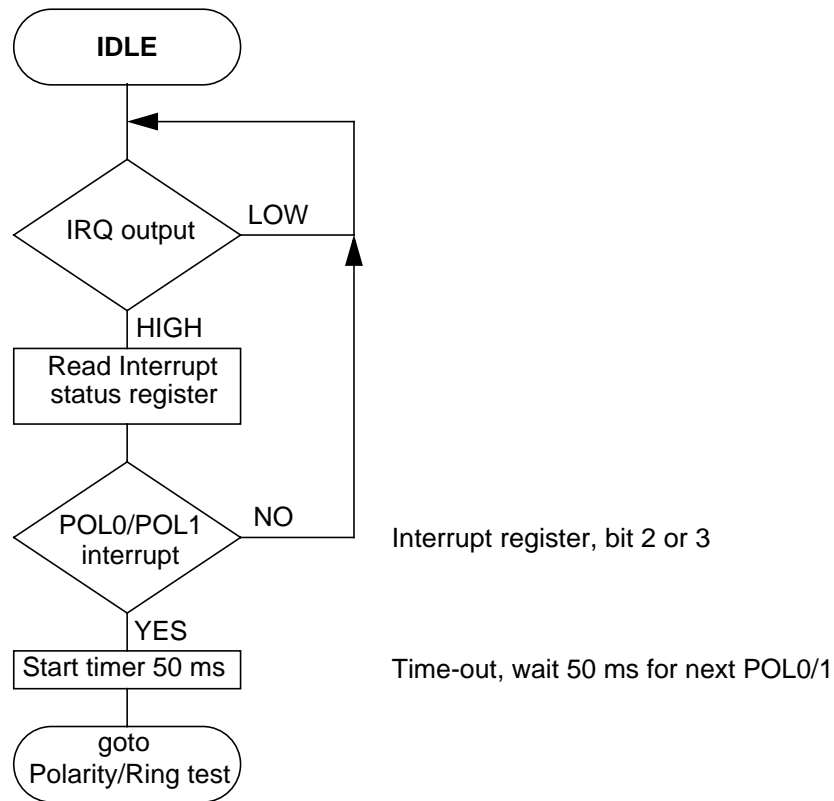 IDLE
IRQ output
LOW
HIGH
Read Interrupt
status register
POL0/POL1
interrupt
NO
Interrupt register, bit 2 or 3
YES
Start timer 50 ms
Time-out, wait 50 ms for next POL0/1
goto
Polarity/Ring test